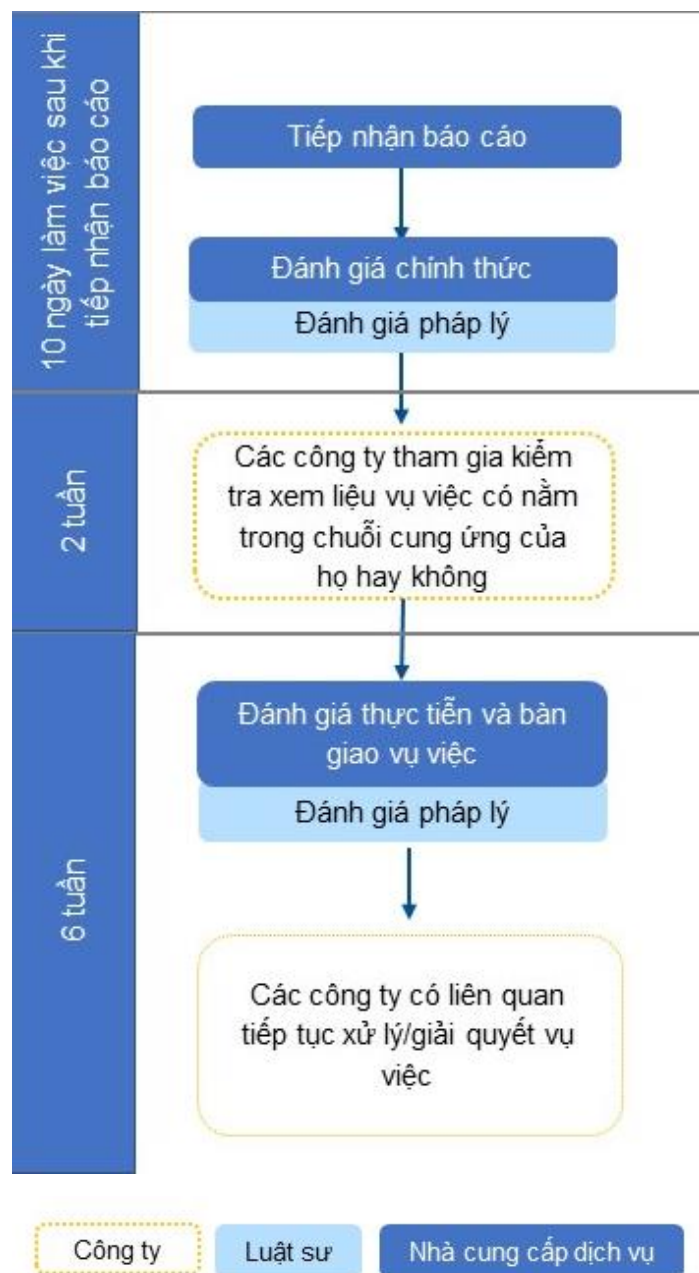 10 ngày làm việc sau khi
tiếp nhận báo cáo
Tiếp nhận báo cáo
Đánh giá chính thức
Đánh giá pháp lý
2 tuần
Các công ty tham gia kiểm
tra xem liệu vụ việc có nằm
trong chuỗi cung ứng của
họ hay không
6 tuần
Đánh giá thực tiễn và bàn
giao vụ việc
Đánh giá pháp lý
Các công ty có liên quan
tiếp tục xử lý/giải quyết vụ
việc
Công ty
Luật sư
Nhà cung cấp dịch vụ